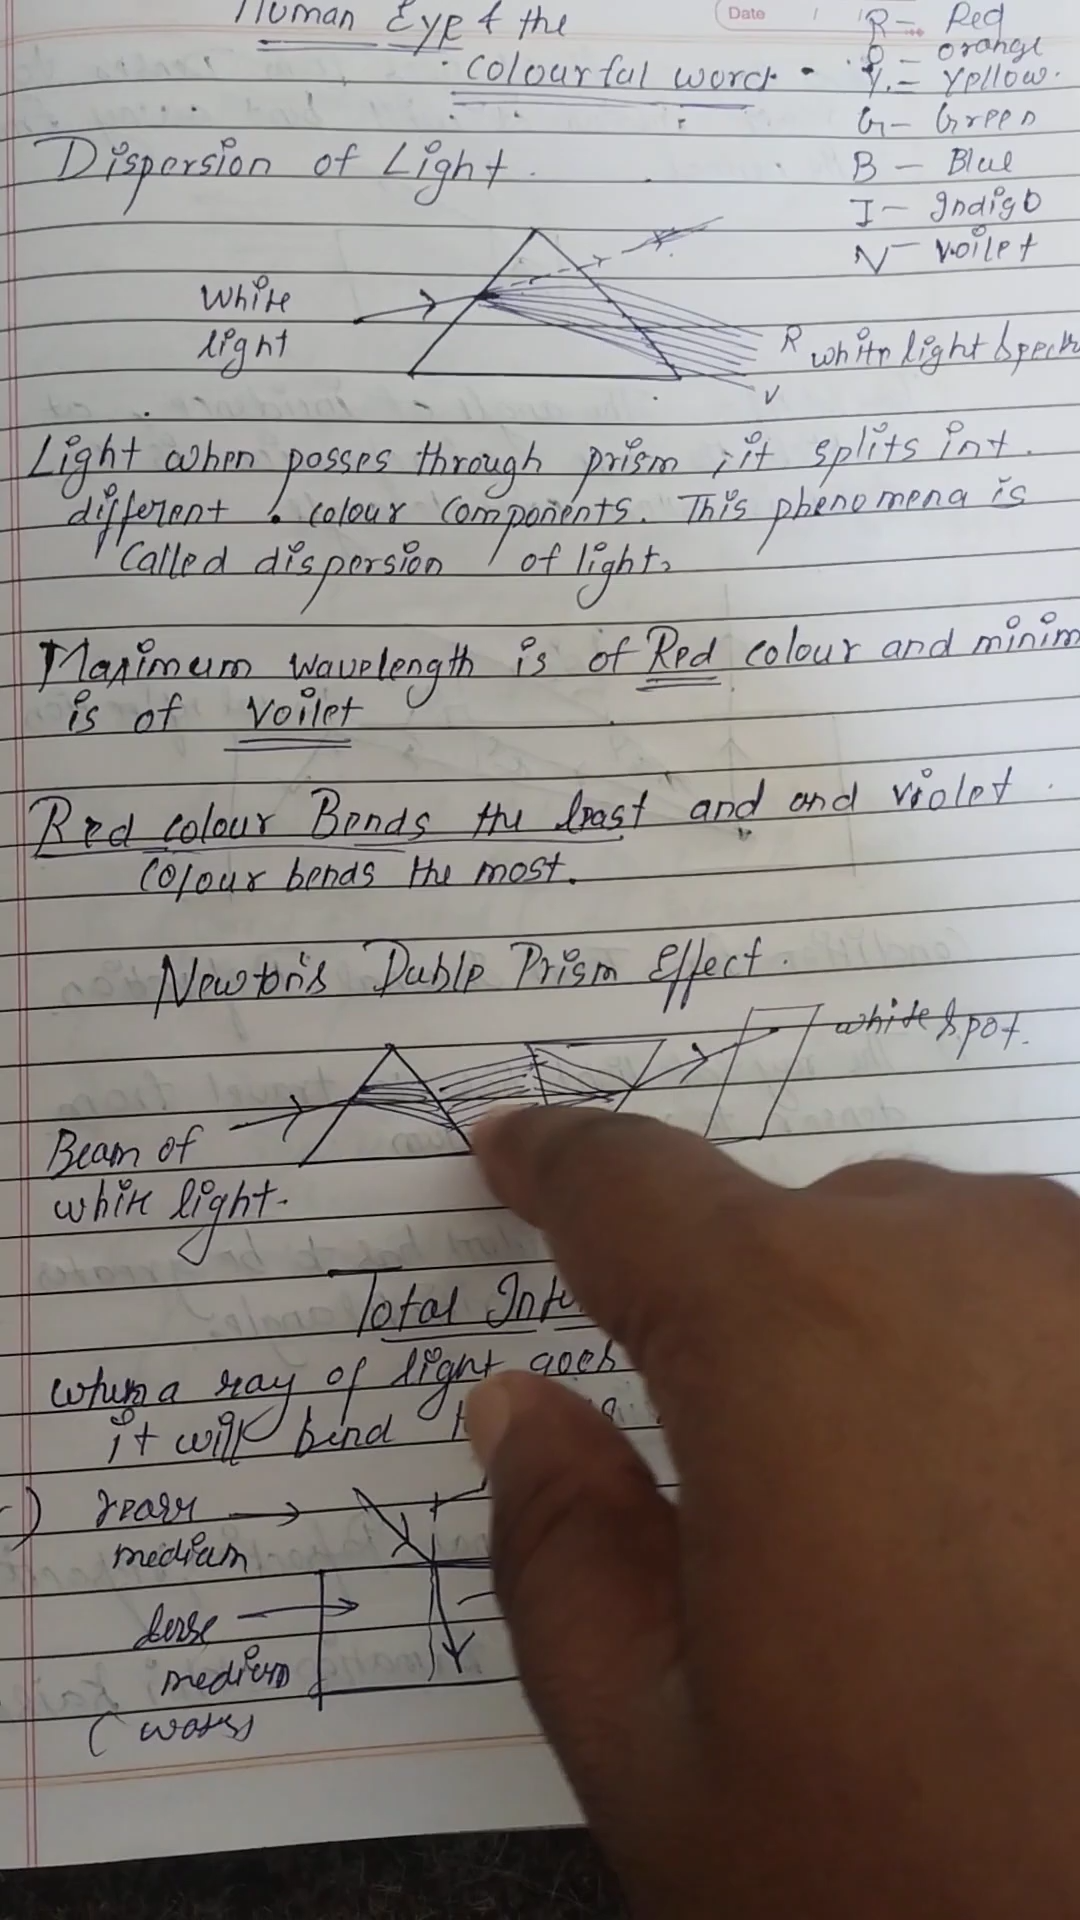 Human Eye & the
colourful word.
Date
R - Red
O - orange
Y. = Yellow.
G - Green
B - Blue
I - Indigo
V - voilet
Dispersion of Light.
White
light
R
white light Spectr
V
Light when posses through prism , it splits int.
different . colour components. This phenomena is
called dispersion of light.
Maximum wavelength is of Red colour and minim
is of Voilet
Red colour Bends the least and and violet
colour bends the most.
Newton's Duble Prism Effect.
white spot.
Beam of
white light.
Total Inte
when a ray of light goes
it will bend
rearr
medium
dense
medium